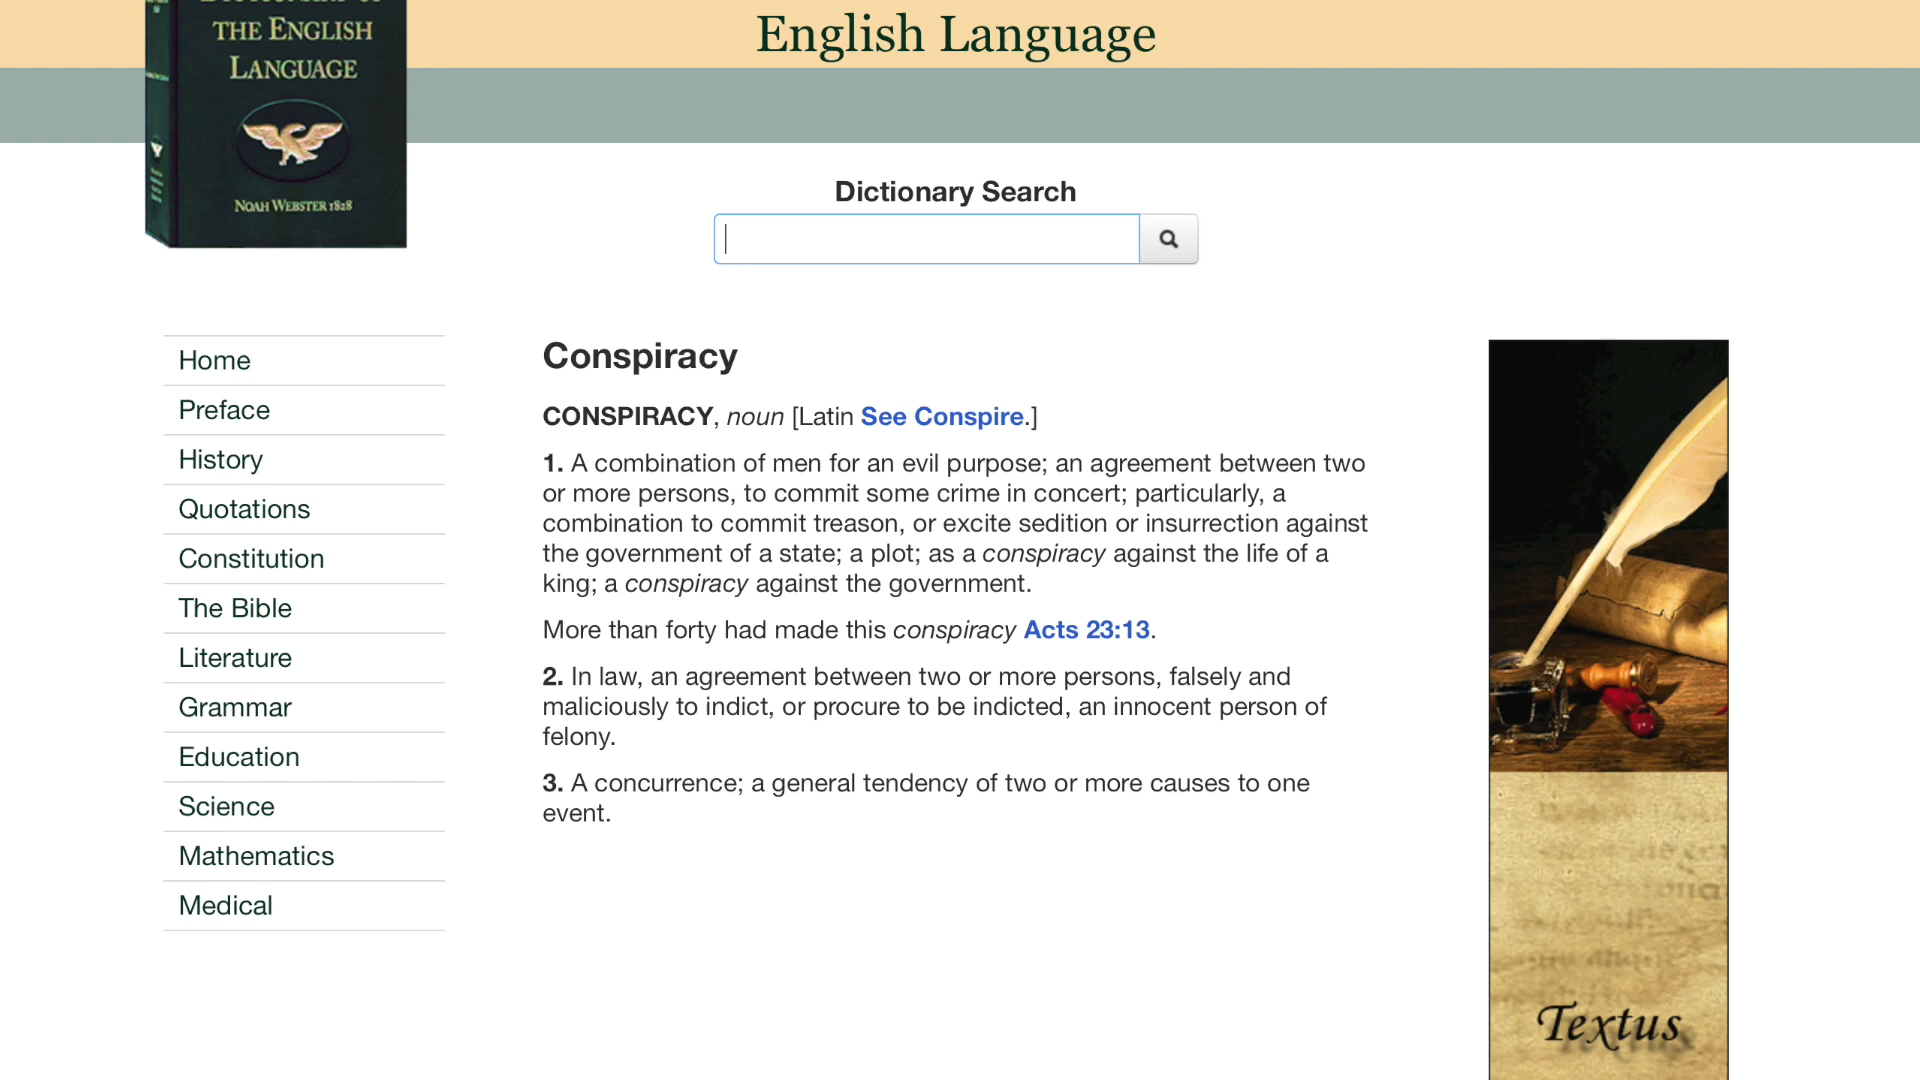 THE ENGLISH
LANGUAGE
NOAH WEBSTER 1828
English Language
Dictionary Search
Home
Preface
History
Quotations
Constitution
The Bible
Literature
Grammar
Education
Science
Mathematics
Medical
Conspiracy
CONSPIRACY, noun [Latin See Conspire.]
1. A combination of men for an evil purpose; an agreement between two
or more persons, to commit some crime in concert; particularly, a
combination to commit treason, or excite sedition or insurrection against
the government of a state; a plot; as a conspiracy against the life of a
king; a conspiracy against the government.
More than forty had made this conspiracy Acts 23:13.
2. In law, an agreement between two or more persons, falsely and
maliciously to indict, or procure to be indicted, an innocent person of
felony.
3. A concurrence; a general tendency of two or more causes to one
event.
Textus